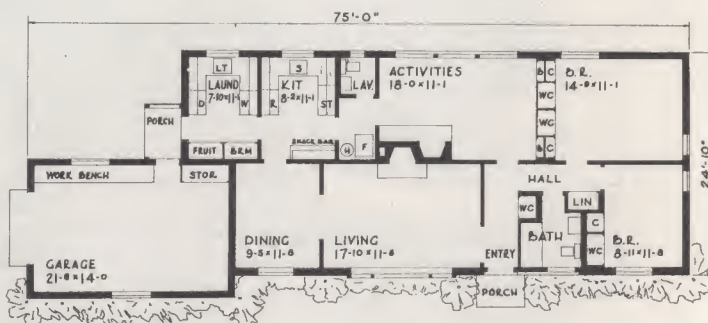 75'-0"
LT
LAUND
7-10x11-1
D
W
S
KIT
8-2x11-1
R
ST
LAV.
ACTIVITIES
18-0x11-1
B C
WC
WC
B C
B.R.
14-8x11-1
PORCH
FRUIT
BRM
SNACK BAR
H
F
24'-10"
WORK BENCH
STOR.
HALL
LIN
WC
C
BATH
WC
GARAGE
21-8x14-0
DINING
9-5x11-8
LIVING
17-10x11-8
ENTRY
B.R.
8-11x11-8
PORCH